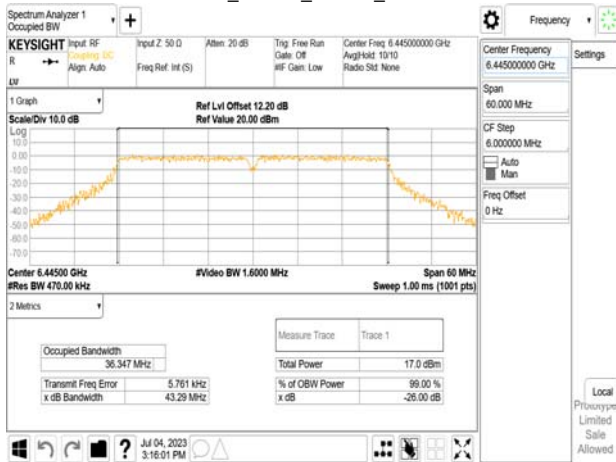 Spectrum Analyzer 1
Occupied BW
+
Frequency
KEYSIGHT
Input: RF
Coupling: DC
Align: Auto
Input Z: 50 Ω
Freq Ref: Int (S)
Atten: 20 dB
Trig: Free Run
Gate: Off
#IF Gain: Low
Center Freq: 6.445000000 GHz
Avg|Hold: 10/10
Radio Std: None
R
LXI
Center Frequency
6.445000000 GHz
Settings
Span
60.000 MHz
CF Step
6.000000 MHz
Auto
Man
Freq Offset
0 Hz
1 Graph
Scale/Div 10.0 dB
Ref Lvl Offset 12.20 dB
Ref Value 20.00 dBm
Log
10.0
0.00
-10.0
-20.0
-30.0
-40.0
-50.0
-60.0
-70.0
Center 6.44500 GHz
#Res BW 470.00 kHz
#Video BW 1.6000 MHz
Span 60 MHz
Sweep 1.00 ms (1001 pts)
2 Metrics
Measure Trace
Trace 1
Occupied Bandwidth
36.347 MHz
Total Power
17.0 dBm
Transmit Freq Error
5.761 kHz
% of OBW Power
99.00 %
x dB Bandwidth
43.29 MHz
x dB
-26.00 dB
Local
Prototype
Limited
Sale
Allowed
?
Jul 04, 2023
3:16:01 PM